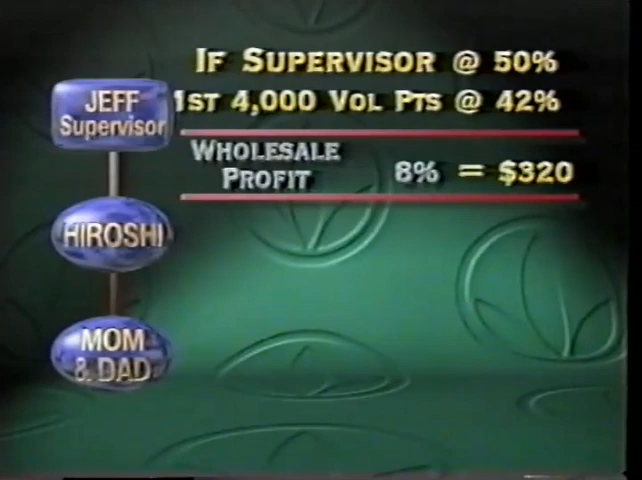 IF SUPERVISOR @ 50%
1ST 4,000 VOL PTS @ 42%
JEFF
Supervisor
WHOLESALE
PROFIT 8% = $320
HIROSHI
MOM
& DAD